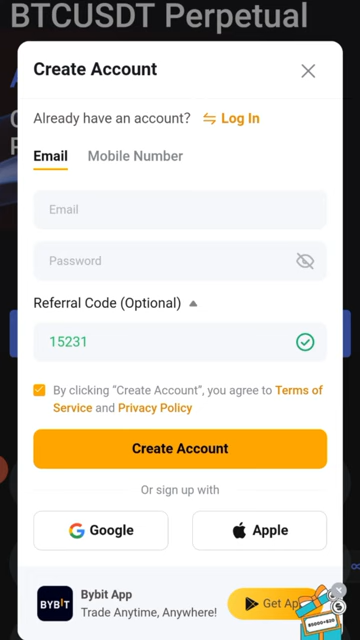 BTCUSDT Perpetual
Create Account
Already have an account? Log In
Email Mobile Number
Email
Password
Referral Code (Optional)
15231
By clicking “Create Account”, you agree to Terms of
Service and Privacy Policy
Create Account
Or sign up with
Google Apple
BYBIT
Bybit App
Trade Anytime, Anywhere!
Get App